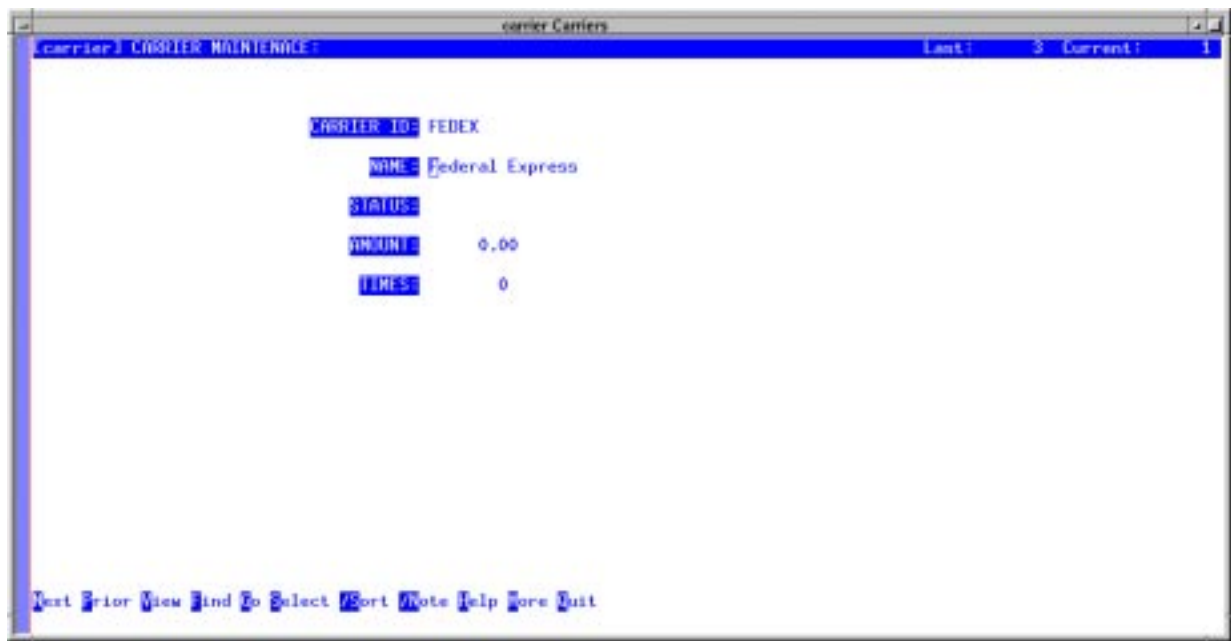 carrier Carriers
[carrier] CARRIER MAINTENACE: Last: 3 Current: 1
CARRIER ID: FEDEX
NAME: Federal Express
STATUS:
AMOUNT: 0.00
TIMES: 0
Next Prior View Find Go Select /Sort /Note Help More Quit